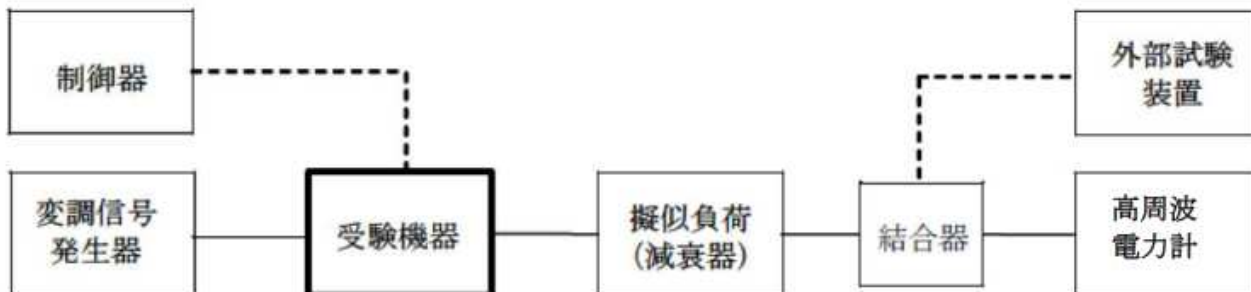 制御器
外部試験
装置
変調信号
発生器
受験機器
擬似負荷
(減衰器)
結合器
高周波
電力計